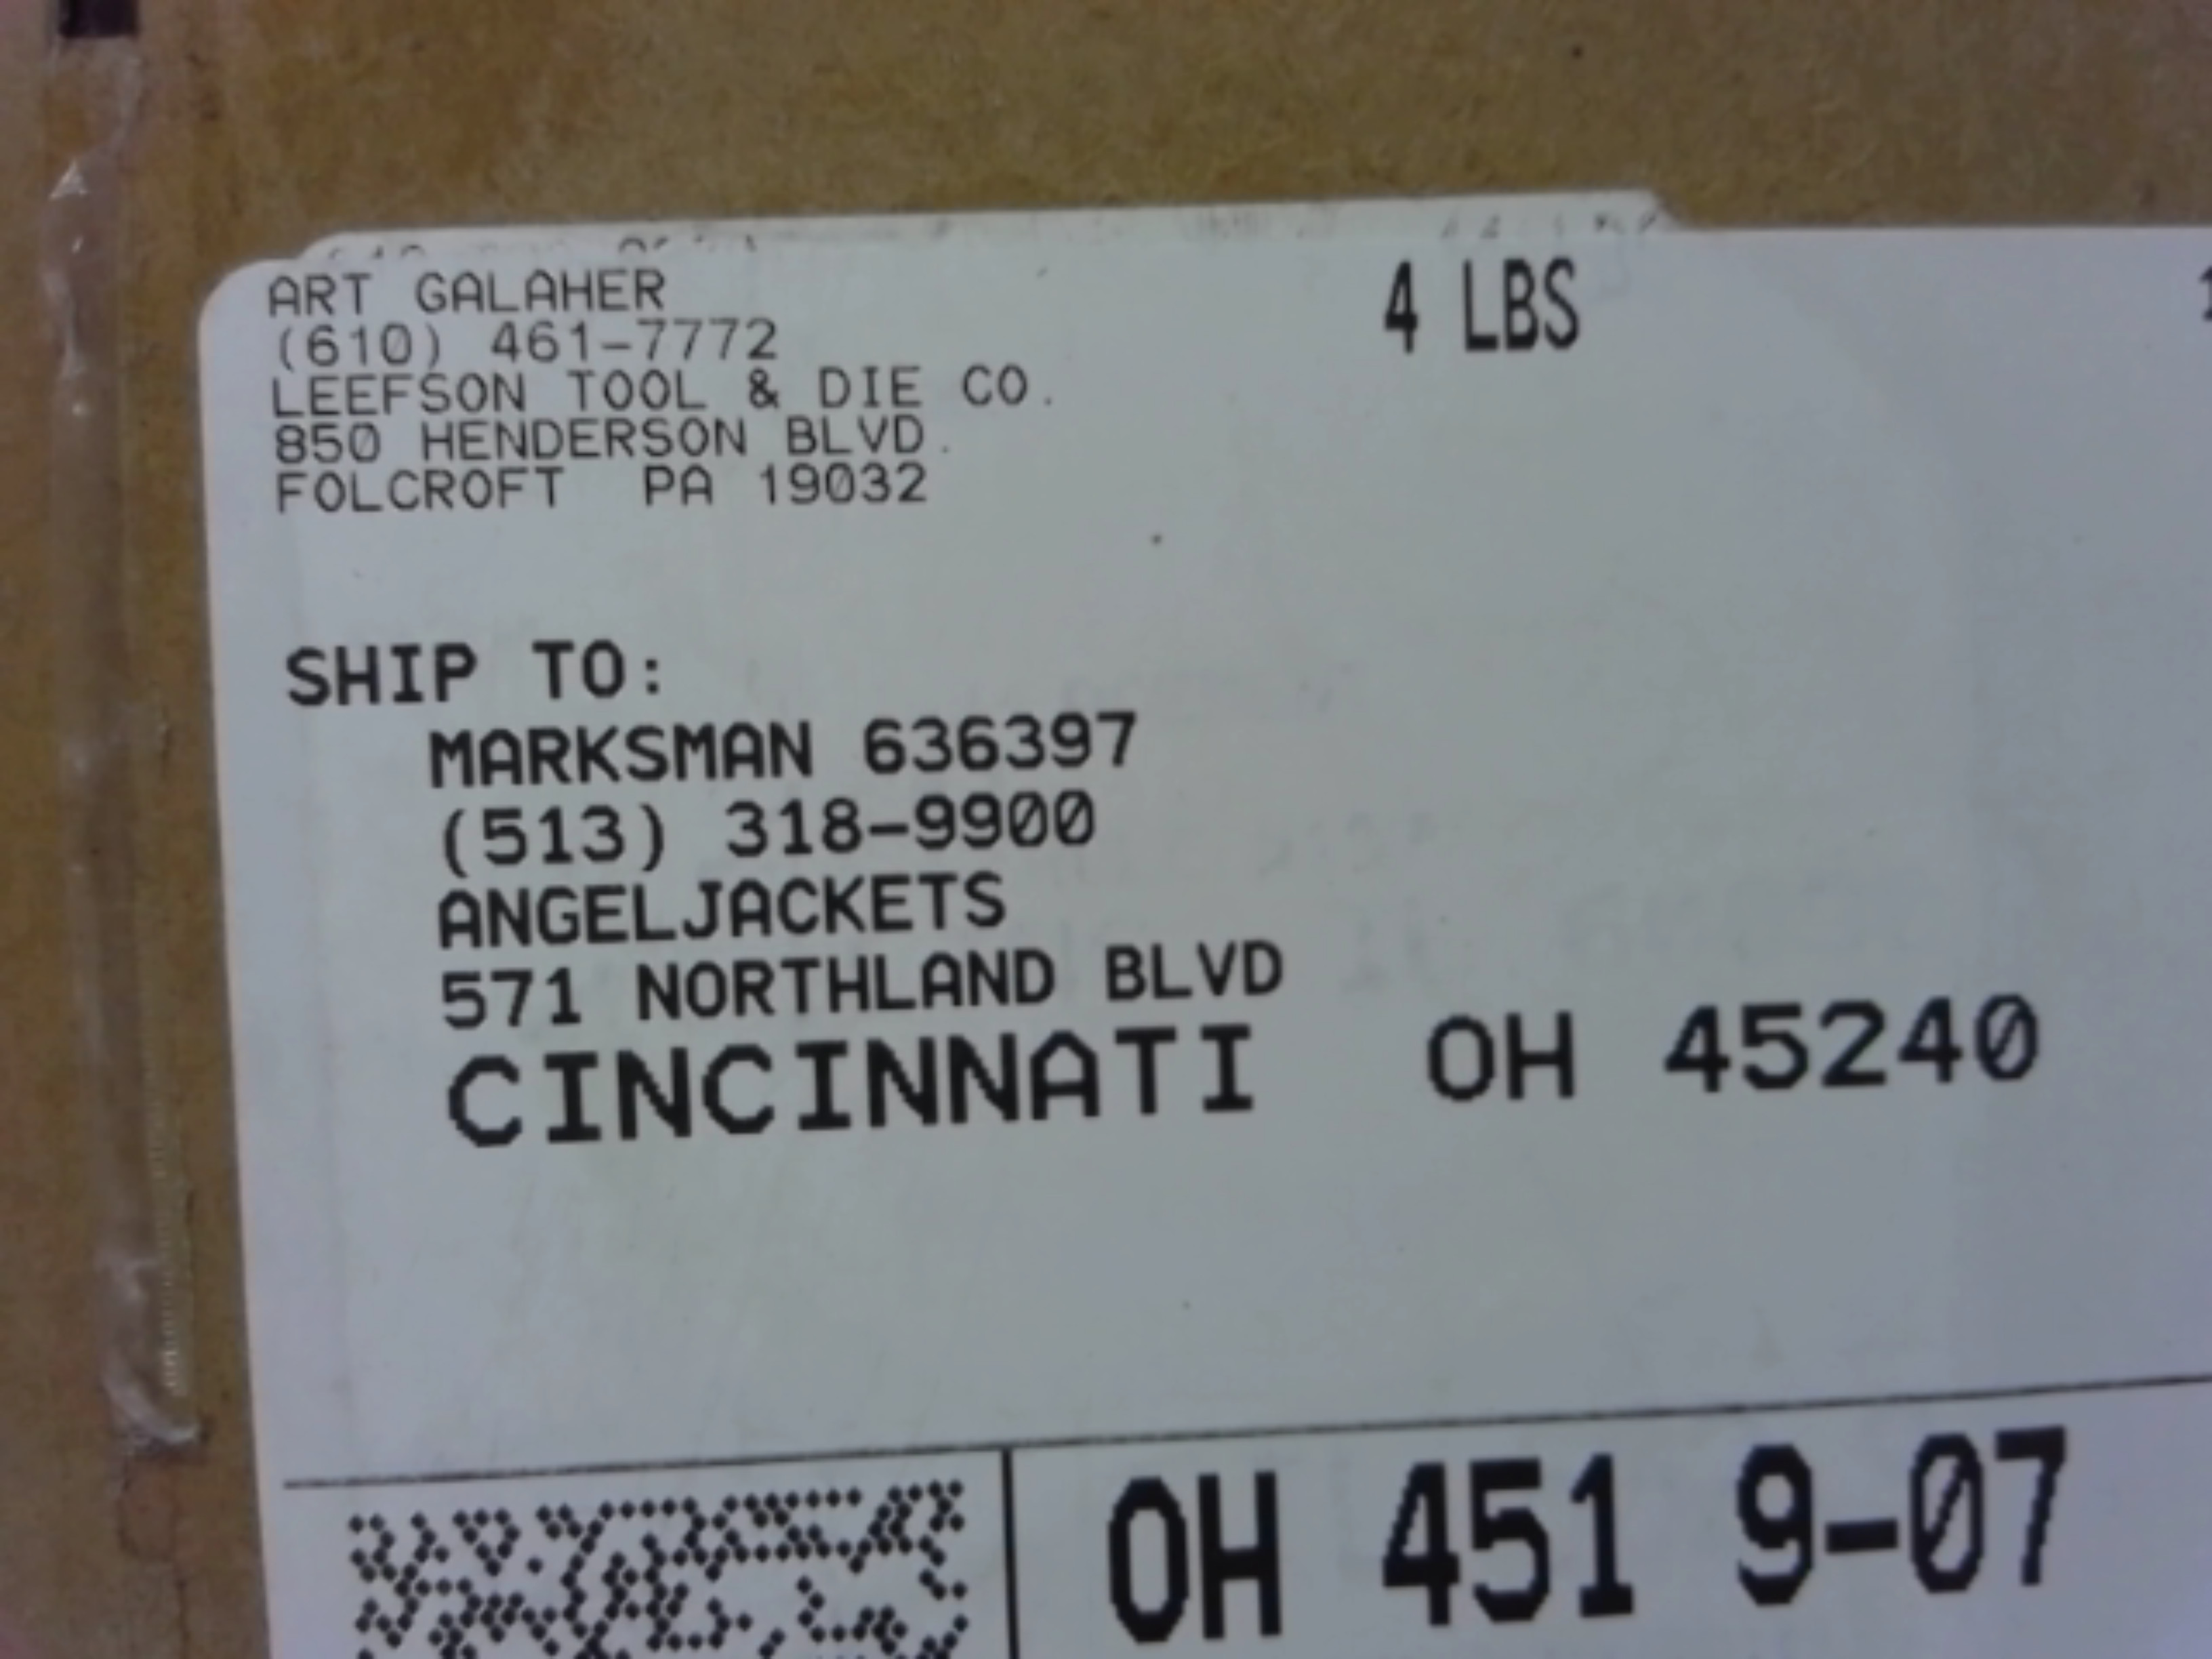 ART GALAHER
4 LBS
(610) 461-7772
LEEFSON TOOL & DIE CO.
850 HENDERSON BLVD.
FOLCROFT PA 19032
SHIP TO:
MARKSMAN 636397
(513) 318-9900
ANGELJACKETS
571 NORTHLAND BLVD
CINCINNATI OH 45240
OH 451 9-07